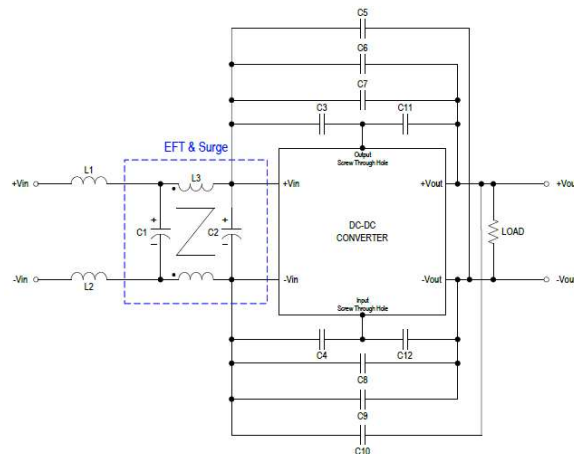 C5
C6
C7
C3
C11
EFT & Surge
Output
Screw Through Hole
L1
L3
+Vin
+Vin
+Vout
+Vout
C1
+
−
C2
+
−
DC-DC
CONVERTER
LOAD
-Vin
-Vin
-Vout
-Vout
L2
Input
Screw Through Hole
C4
C12
C8
C9
C10